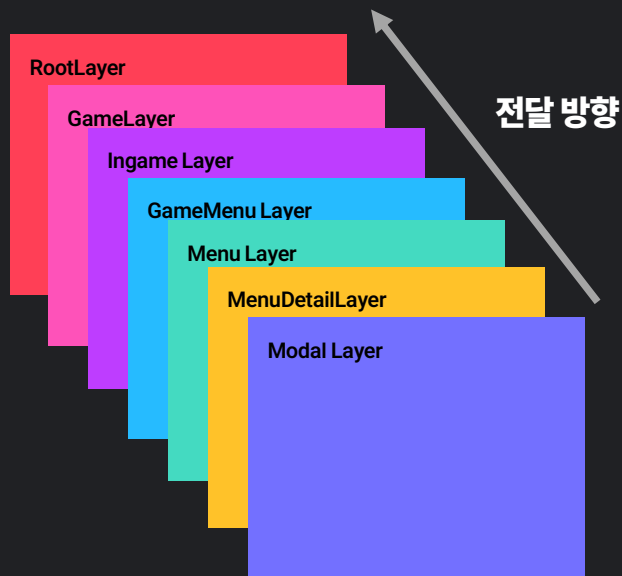 RootLayer
전달 방향
GameLayer
Ingame Layer
GameMenu Layer
Menu Layer
MenuDetailLayer
Modal Layer